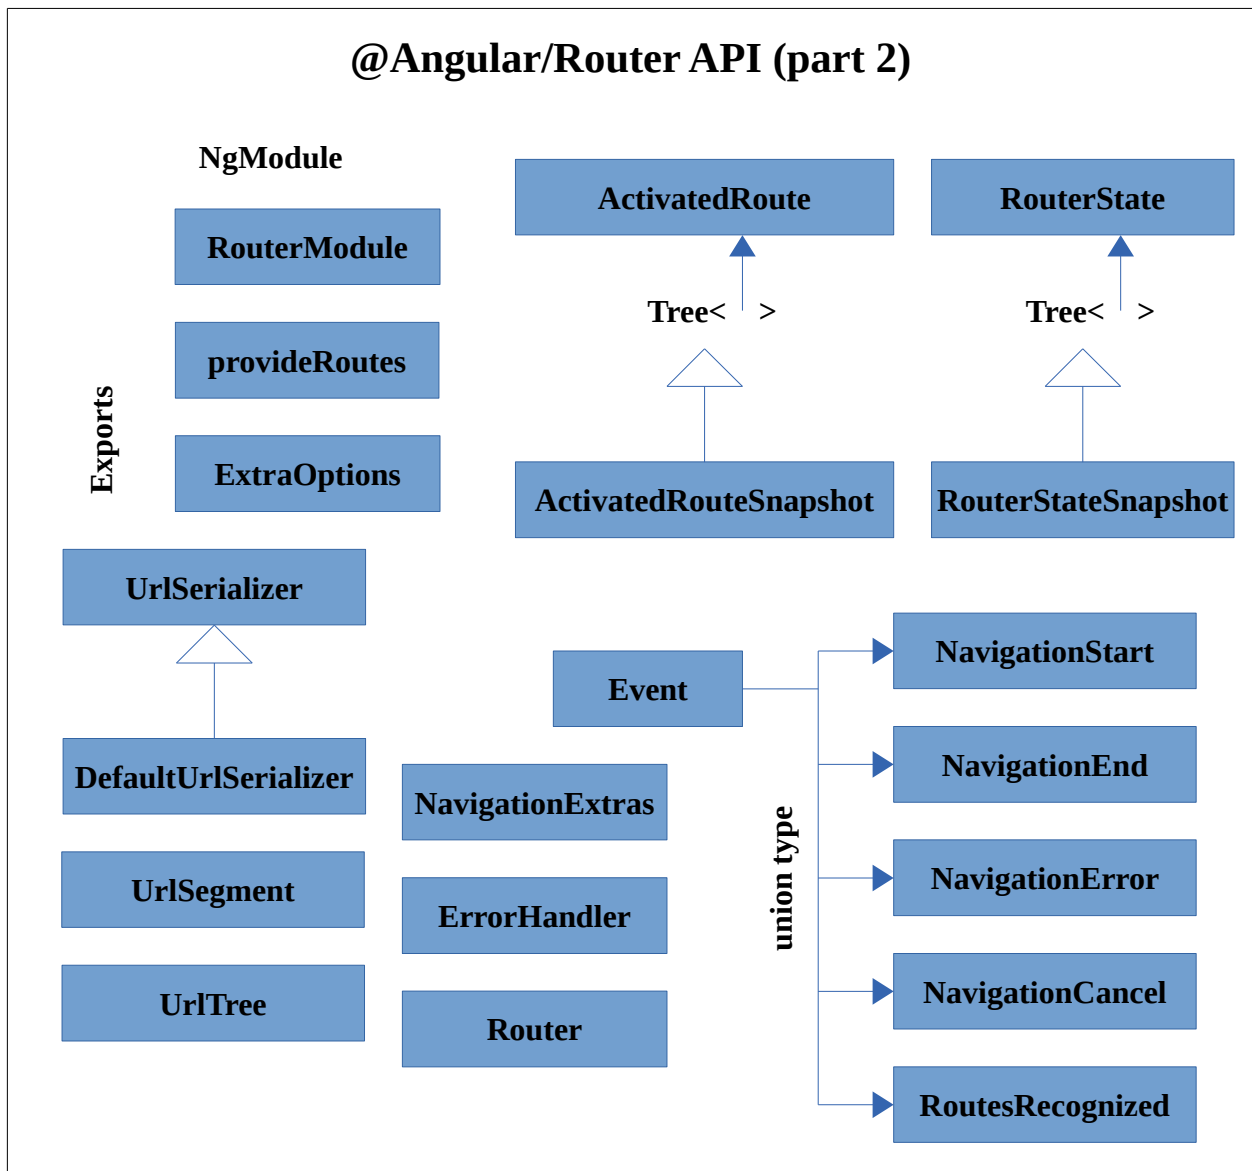 @Angular/Router API (part 2)
NgModule
RouterModule
provideRoutes
ExtraOptions
Exports
ActivatedRoute
Tree< >
ActivatedRouteSnapshot
RouterState
Tree< >
RouterStateSnapshot
UrlSerializer
DefaultUrlSerializer
UrlSegment
UrlTree
NavigationExtras
ErrorHandler
Router
Event
union type
NavigationStart
NavigationEnd
NavigationError
NavigationCancel
RoutesRecognized